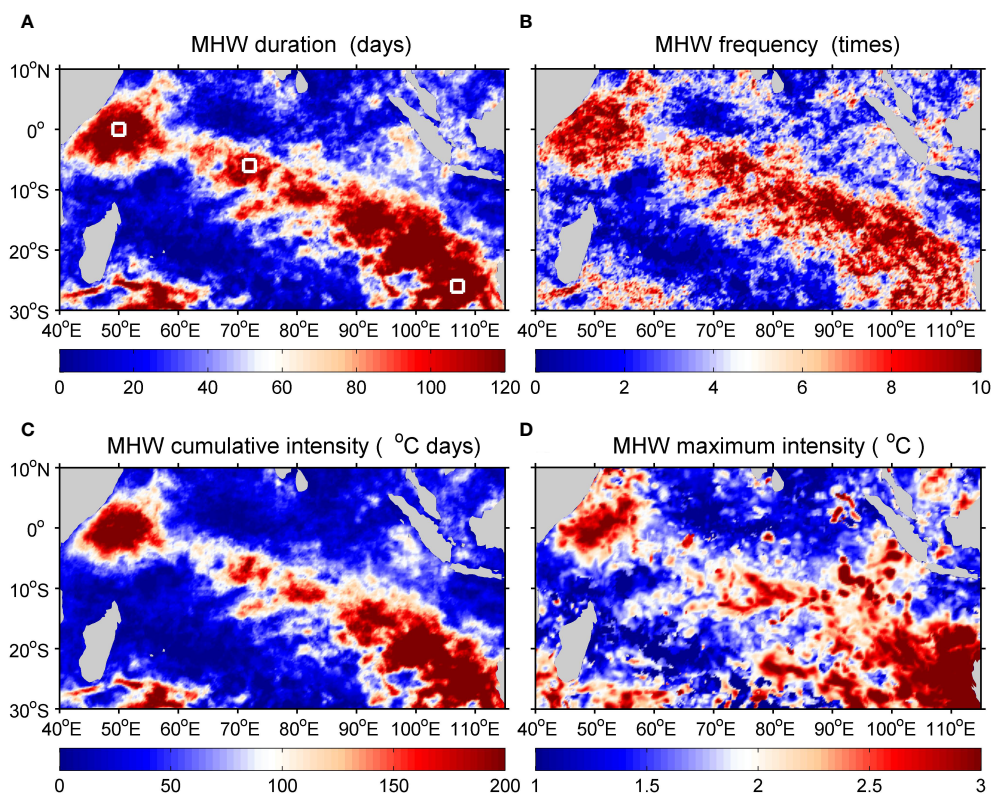 A
B
MHW duration (days)
MHW frequency (times)
10°N
0°
10°S
20°S
30°S
40°E 50°E 60°E 70°E 80°E 90°E 100°E 110°E
40°E 50°E 60°E 70°E 80°E 90°E 100°E 110°E
0 20 40 60 80 100 120
0 2 4 6 8 10
C
D
MHW cumulative intensity ( °C days)
MHW maximum intensity ( °C )
10°N
0°
10°S
20°S
30°S
40°E 50°E 60°E 70°E 80°E 90°E 100°E 110°E
40°E 50°E 60°E 70°E 80°E 90°E 100°E 110°E
0 50 100 150 200
1 1.5 2 2.5 3